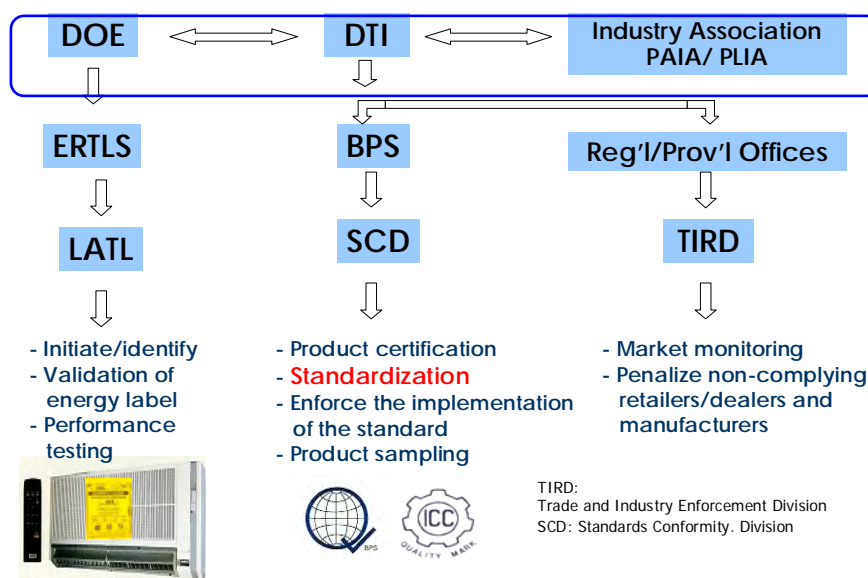 DOE
DTI
Industry Association
PAIA/ PLIA
ERTLS
BPS
Reg'l/Prov'l Offices
LATL
SCD
TIRD
- Initiate/identify
- Validation of
energy label
- Performance
testing
- Product certification
- Standardization
- Enforce the implementation
of the standard
- Product sampling
- Market monitoring
- Penalize non-complying
retailers/dealers and
manufacturers
BPS
ICC
QUALITY MARK
TIRD:
Trade and Industry Enforcement Division
SCD: Standards Conformity. Division